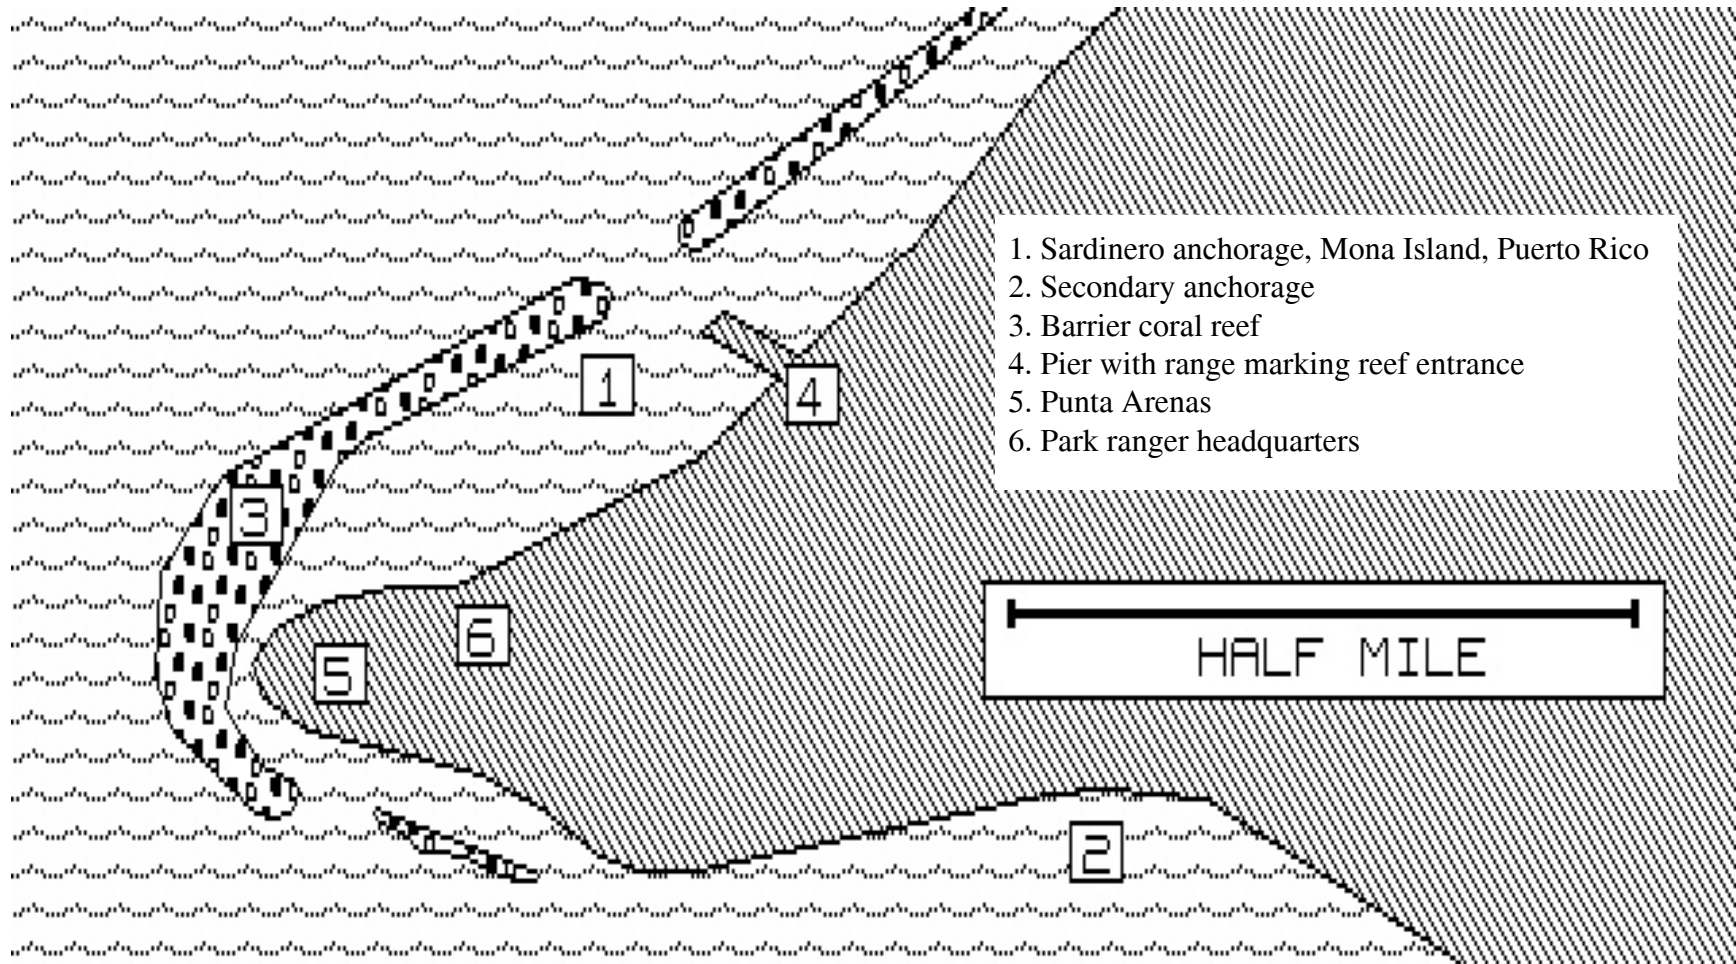 1. Sardinero anchorage, Mona Island, Puerto Rico
2. Secondary anchorage
3. Barrier coral reef
4. Pier with range marking reef entrance
5. Punta Arenas
6. Park ranger headquarters
1
4
3
6
5
HALF MILE
2